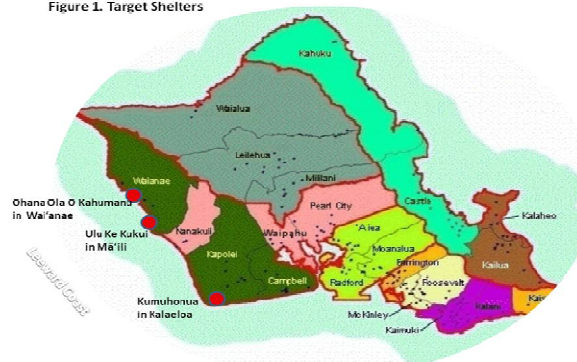 Figure 1. Target Shelters
Kahuku
Waialua
Leilehua
Mililani
Waianae
Ohana Ola O Kahumana
in Wai'anae
Pearl City
Castle
Kalaheo
Ulu Ke Kukui
in Mā'ili
Nanakuli
Waipahu
'Aiea
Moanalua
Kailua
Kapolei
Farrington
Leeward Coast
Campbell
Radford
Roosevelt
Kumuhonua
in Kalaeloa
McKinley
Kalani
Kaimuki